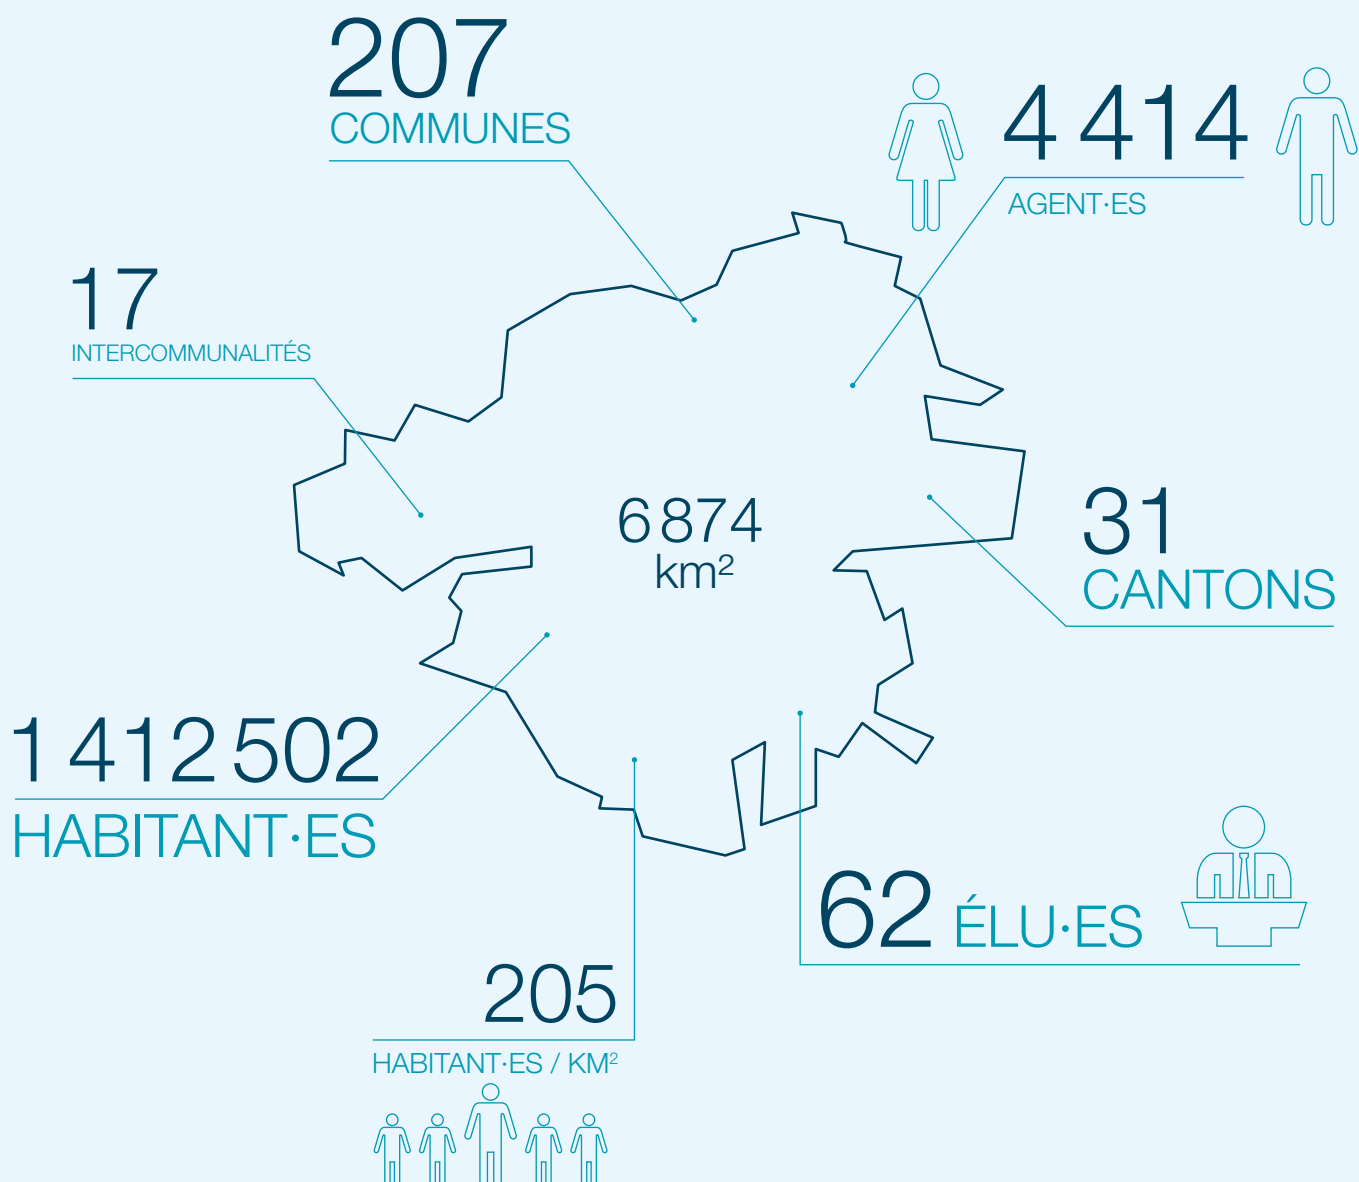 207
COMMUNES
4 414
AGENT·ES
17
INTERCOMMUNALITÉS
6 874
km²
31
CANTONS
1 412 502
HABITANT·ES
62 ÉLU·ES
205
HABITANT·ES / KM²